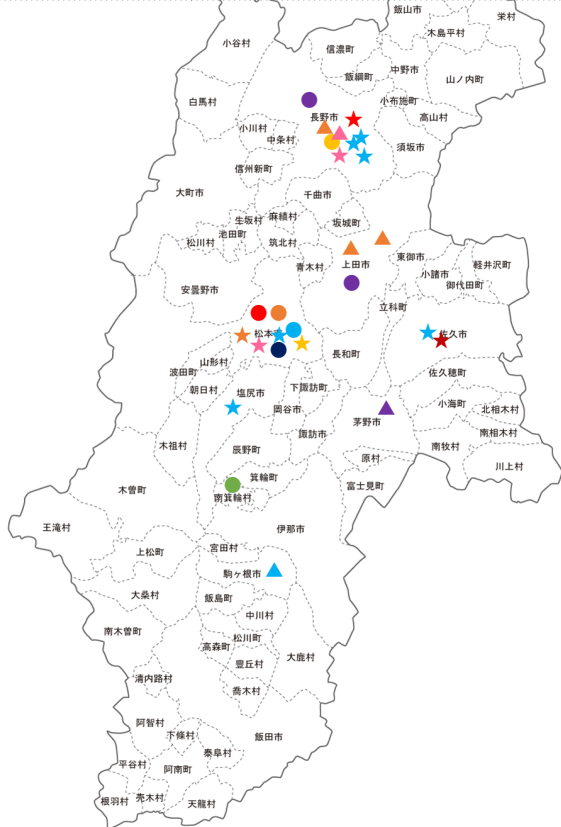 飯山市
栄村
木島平村
小谷村
信濃町
飯綱町
中野市
山ノ内町
白馬村
小布施町
長野市
高山村
小川村
中条村
須坂市
信州新町
大町市
千曲市
生坂村
麻績村
坂城町
池田町
松川村
筑北村
青木村
上田市
東御市
小諸市
軽井沢町
御代田町
安曇野市
立科町
松本市
佐久市
長和町
山形村
波田町
佐久穂町
朝日村
塩尻市
下諏訪町
岡谷市
小海町
北相木村
茅野市
諏訪市
南相木村
木祖村
辰野町
南牧村
原村
川上村
箕輪町
富士見町
木曽町
南箕輪村
王滝村
伊那市
上松町
宮田村
駒ヶ根市
大桑村
飯島町
中川村
南木曽町
松川町
高森町
大鹿村
豊丘村
清内路村
喬木村
阿智村
下條村
飯田市
泰阜村
平谷村
阿南町
根羽村
売木村
天龍村